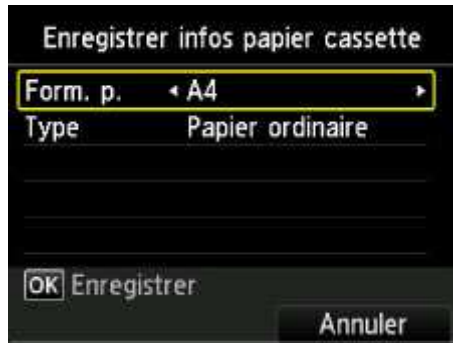 Enregistrer infos papier cassette
Form. p. A4
Type Papier ordinaire
OK Enregistrer
Annuler